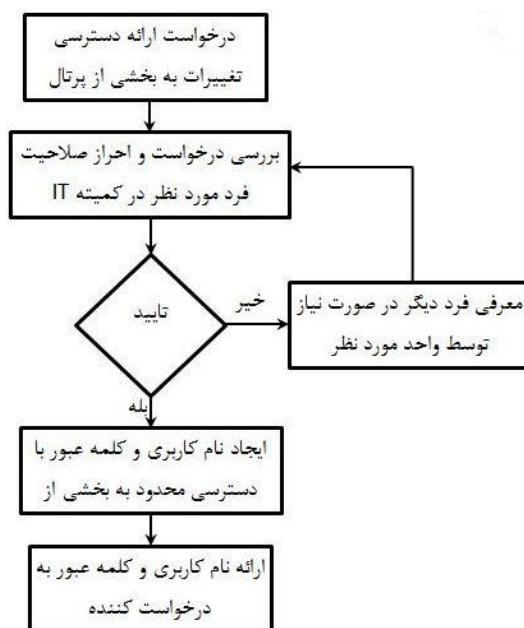 درخواست ارائه دسترسی
تغییرات به بخشی از پرتال
بررسی درخواست و احراز صلاحیت
فرد مورد نظر در کمیته IT
تایید
خیر
معرفی فرد دیگر در صورت نیاز
توسط واحد مورد نظر
بله
ایجاد نام کاربری و کلمه عبور با
دسترسی محدود به بخشی از
ارائه نام کاربری و کلمه عبور به
درخواست کننده